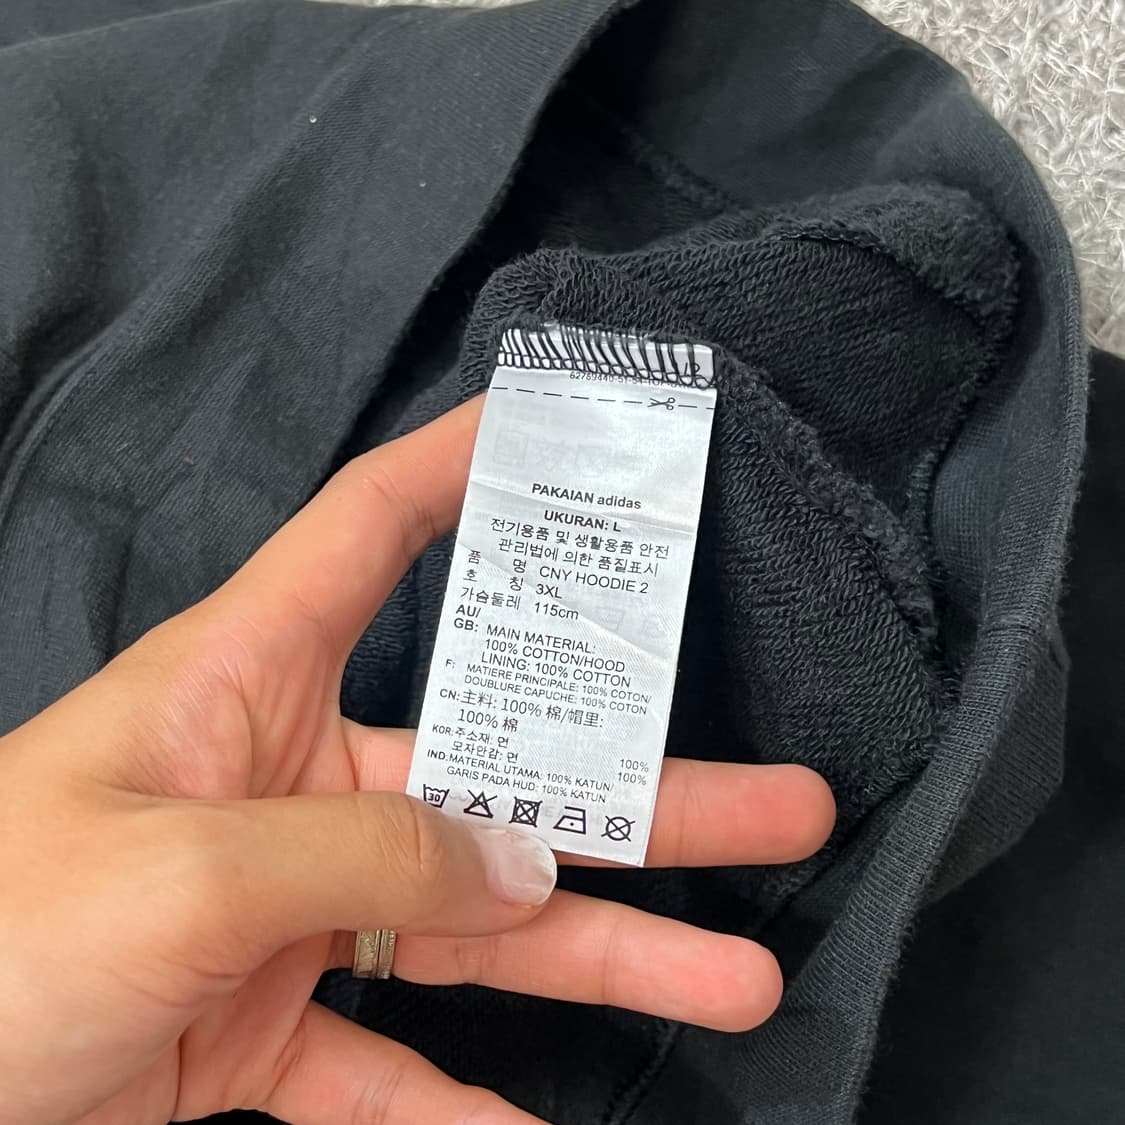 PAKAIAN adidas
UKURAN: L
전기용품 및 생활용품 안전
관리법에 의한 품질표시
품 명 CNY HOODIE 2
호 칭 3XL
가슴둘레 115cm
AU/
GB: MAIN MATERIAL:
100% COTTON/HOOD
LINING: 100% COTTON
F: MATIERE PRINCIPALE: 100% COTON/
DOUBLURE CAPUCHE: 100% COTON
CN: 主料: 100% 棉/帽里:
100% 棉
KOR: 주소재: 면 100%
모자안감: 면 100%
IND: MATERIAL UTAMA: 100% KATUN/
GARIS PADA HUD: 100% KATUN
30